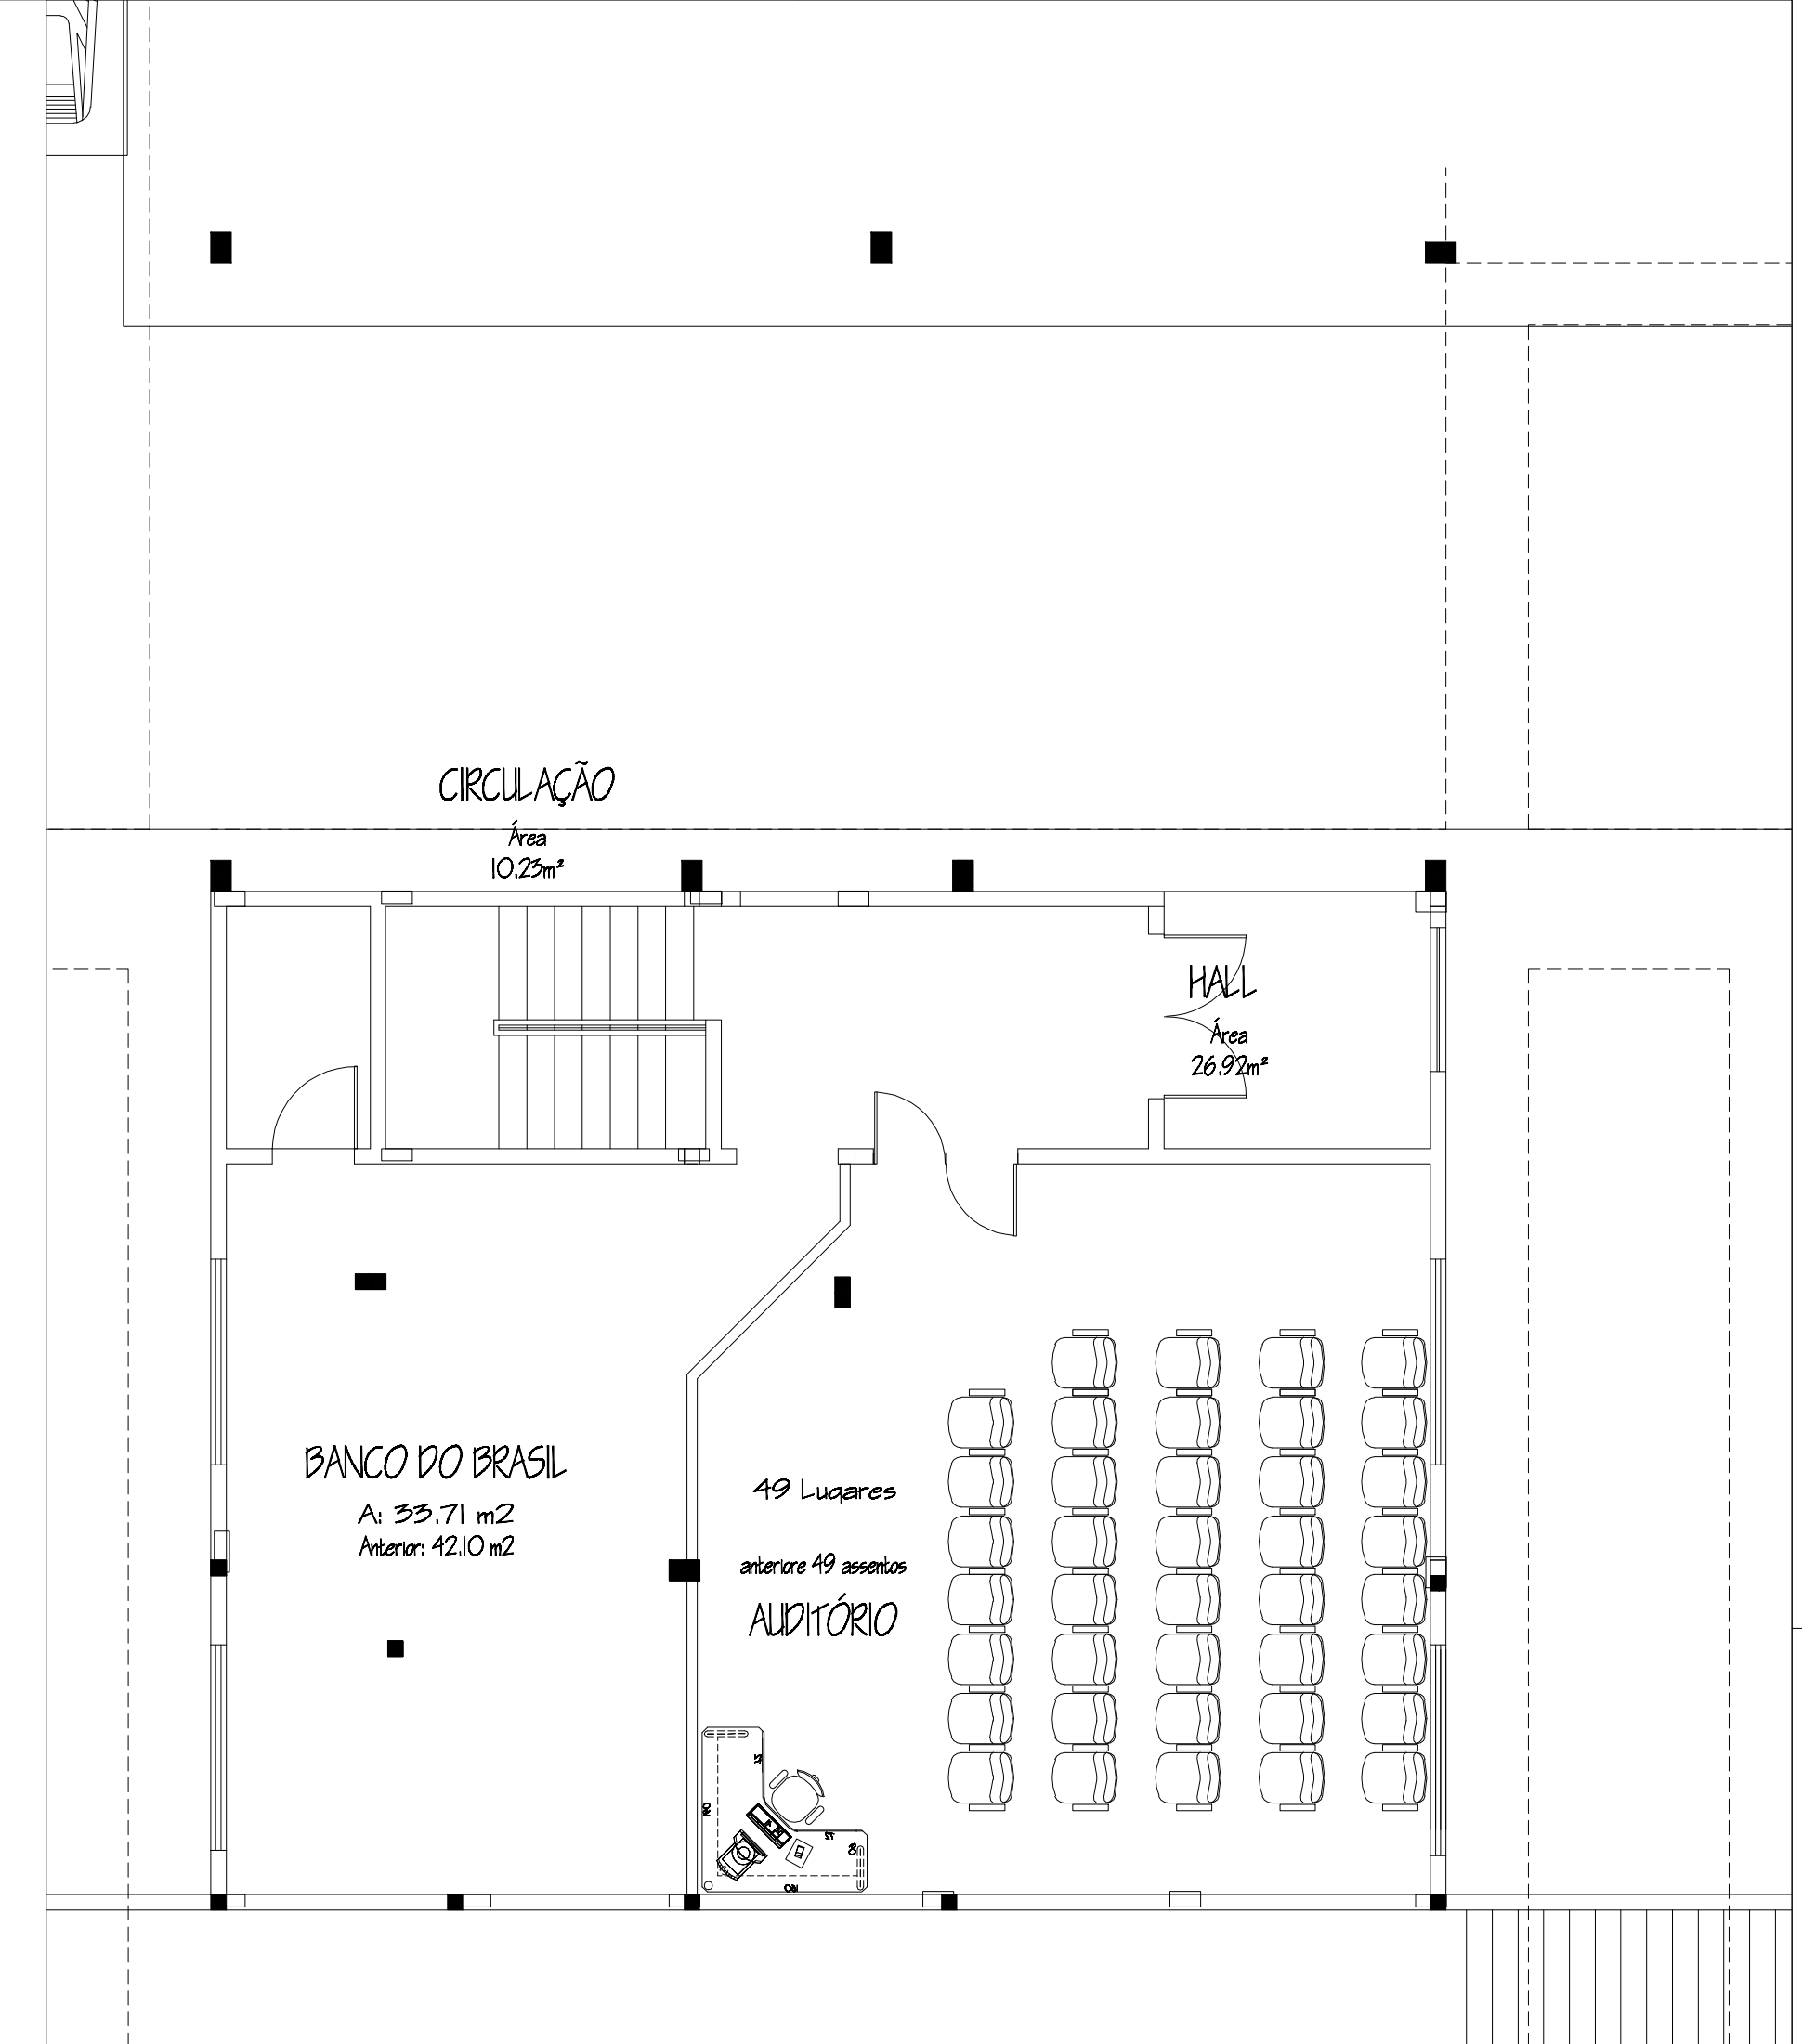 CIRCULAÇÃO
Área
10.23m²
HALL
Área
26.92m²
BANCO DO BRASIL
A: 33.71 m2
Anterior: 42.10 m2
49 Lugares
anteriore 49 assentos
AUDITÓRIO